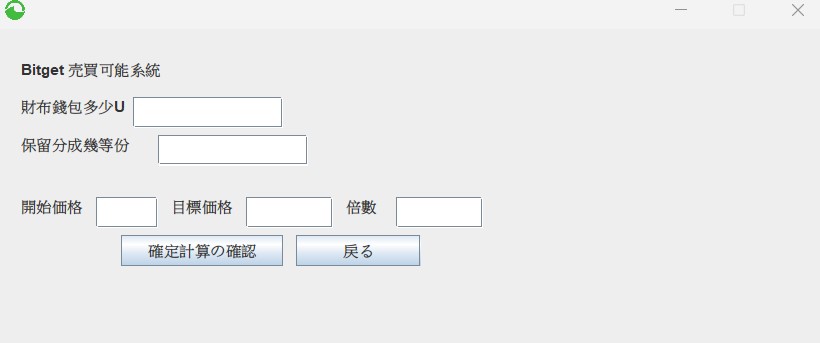 Bitget 売買可能系統
財布錢包多少U
保留分成幾等份
開始価格 目標価格 倍數
確定計算の確認 戻る